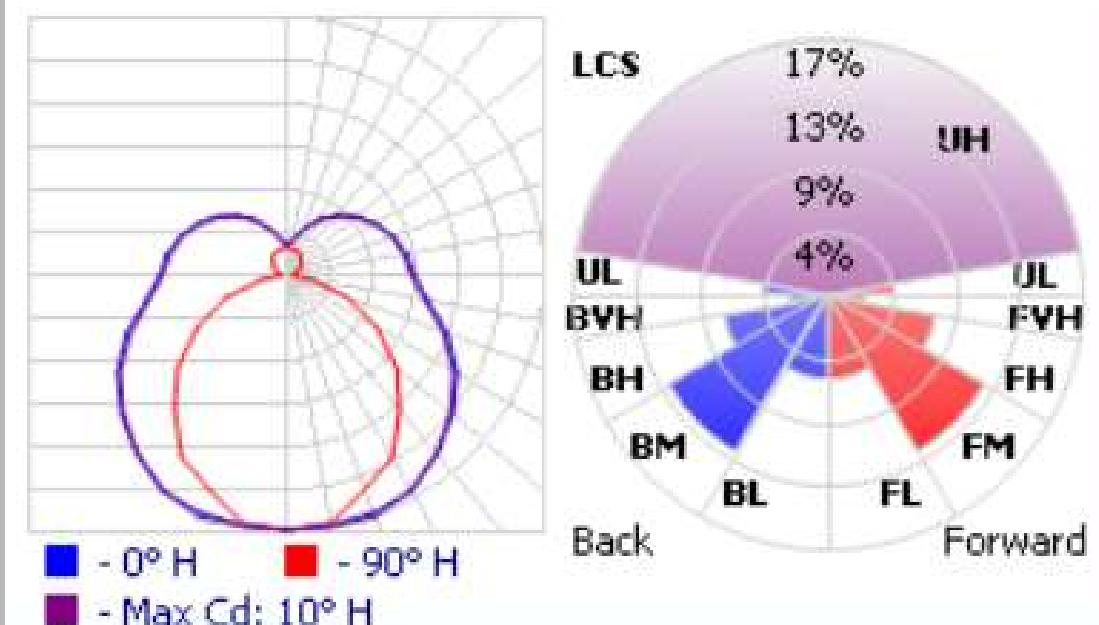 LCS
17%
13%
UH
9%
4%
UL
UL
BVH
FVH
BH
FH
BM
FM
BL
FL
Back
Forward
- 0° H
- 90° H
- Max Cd: 10° H